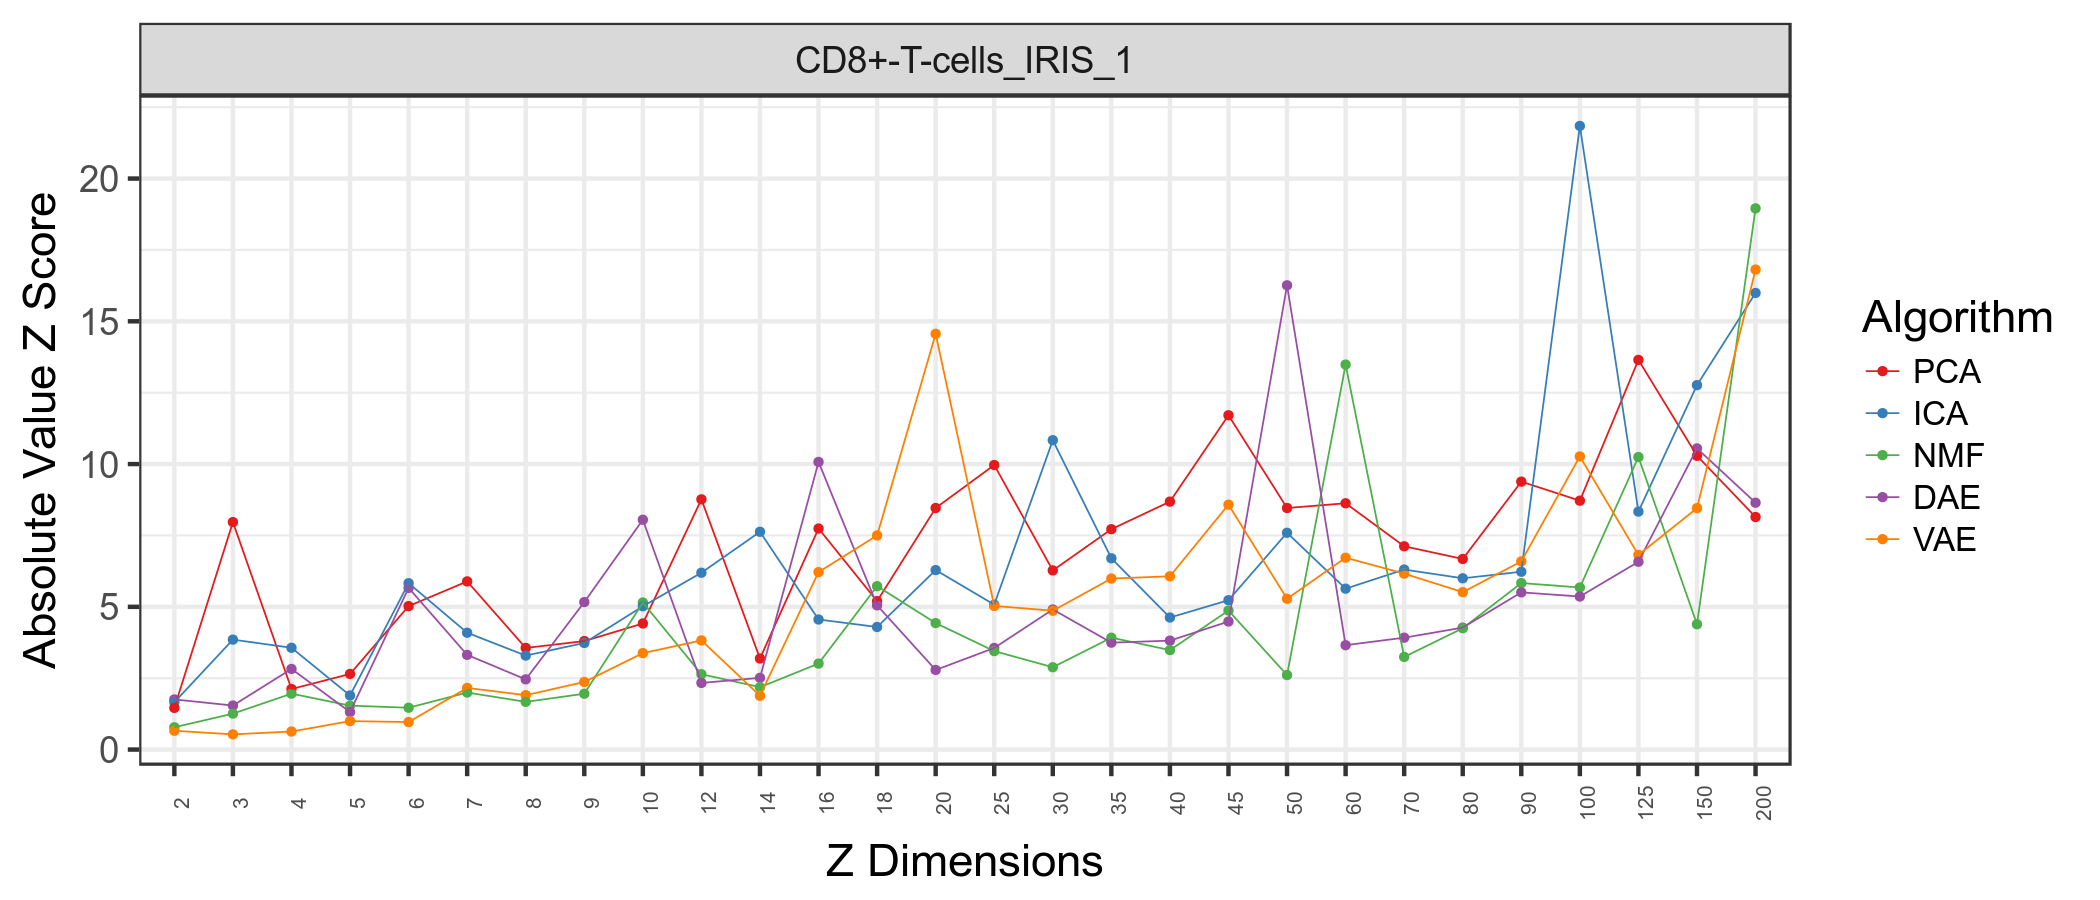 CD8+-T-cells_IRIS_1
Absolute Value Z Score
20
15
10
5
0
2 3 4 5 6 7 8 9 10 12 14 16 18 20 25 30 35 40 45 50 60 70 80 90 100 125 150 200
Z Dimensions
Algorithm
PCA
ICA
NMF
DAE
VAE